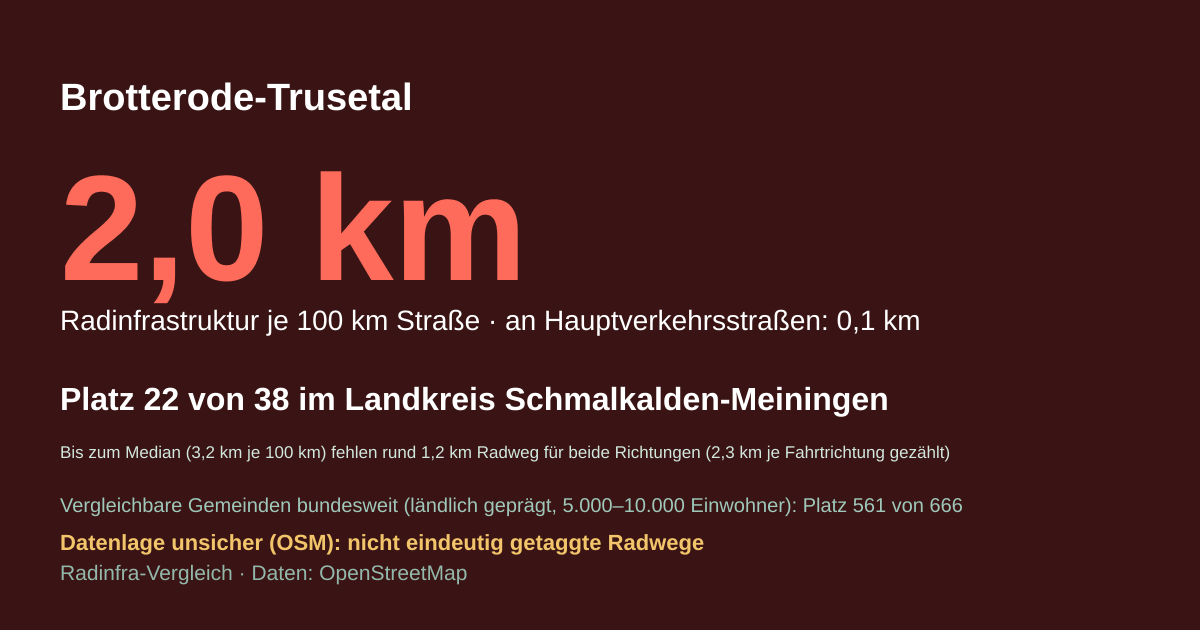 Brotterode-Trusetal
2,0 km
Radinfrastruktur je 100 km Straße · an Hauptverkehrsstraßen: 0,1 km
Platz 22 von 38 im Landkreis Schmalkalden-Meiningen
Bis zum Median (3,2 km je 100 km) fehlen rund 1,2 km Radweg für beide Richtungen (2,3 km je Fahrtrichtung gezählt)
Vergleichbare Gemeinden bundesweit (ländlich geprägt, 5.000–10.000 Einwohner): Platz 561 von 666
Datenlage unsicher (OSM): nicht eindeutig getaggte Radwege
Radinfra-Vergleich · Daten: OpenStreetMap